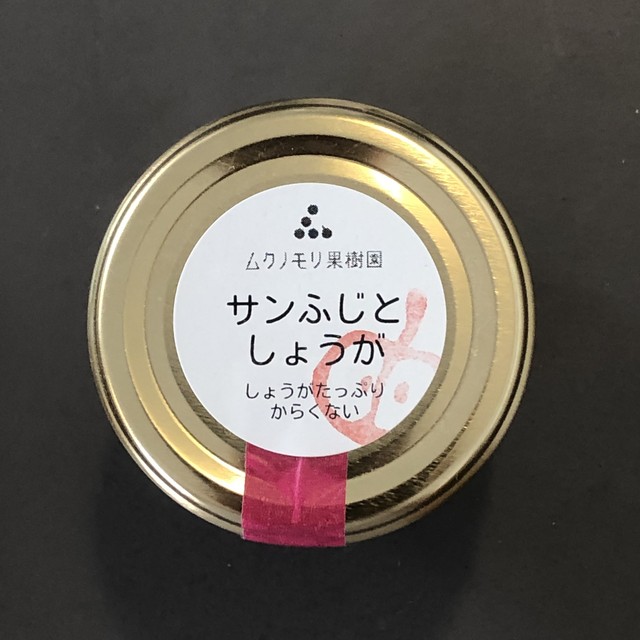 ムクノモリ果樹園
サンふじと
しょうが
しょうがたっぷり
からくない